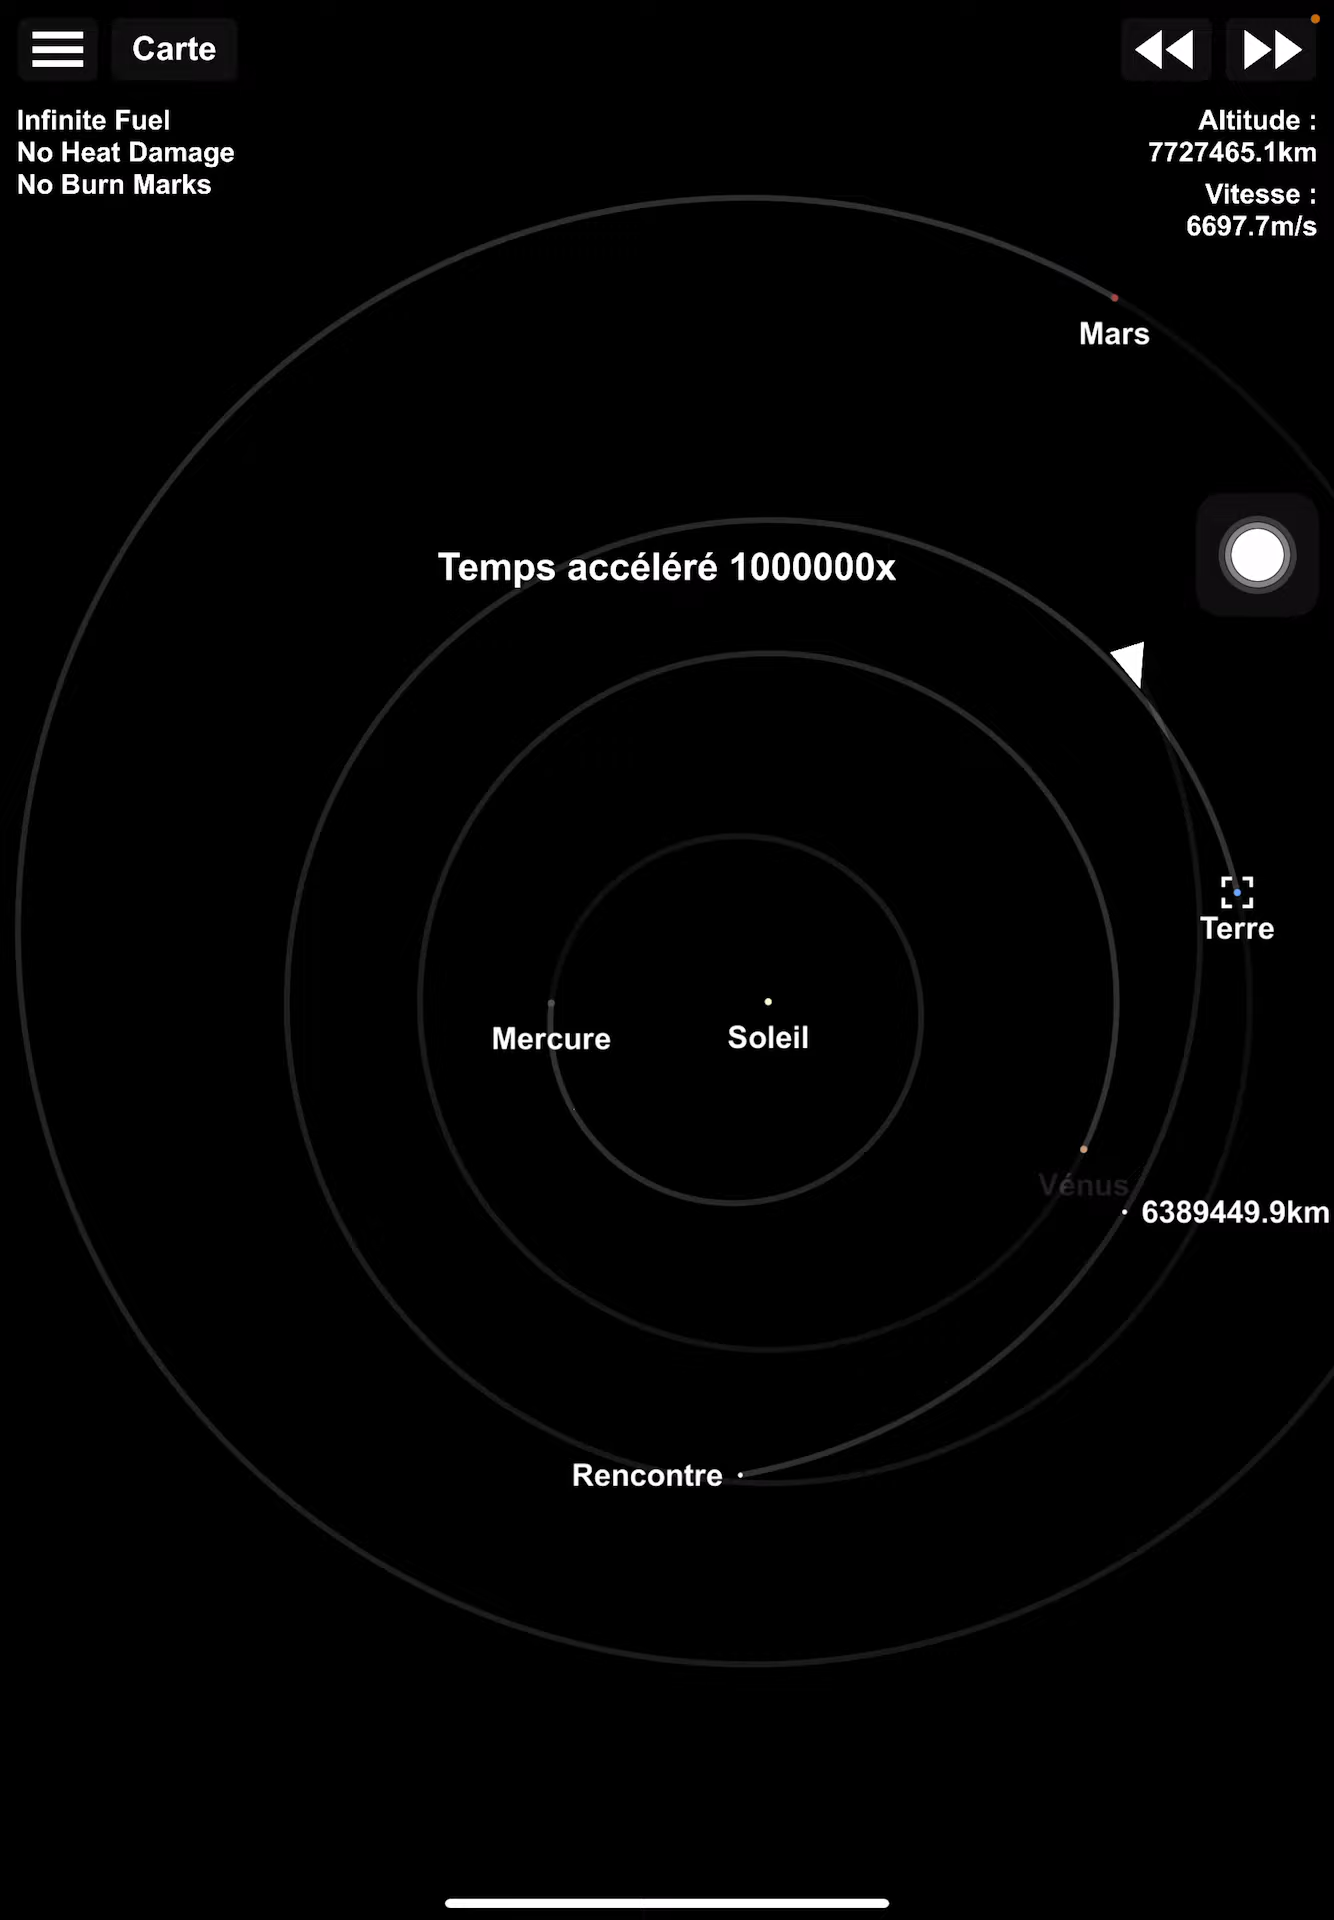 Carte
Infinite Fuel
No Heat Damage
No Burn Marks
Altitude :
7727465.1km
Vitesse :
6697.7m/s
Mars
Temps accéléré 1000000x
Terre
Mercure
Soleil
Vénus
6389449.9km
Rencontre